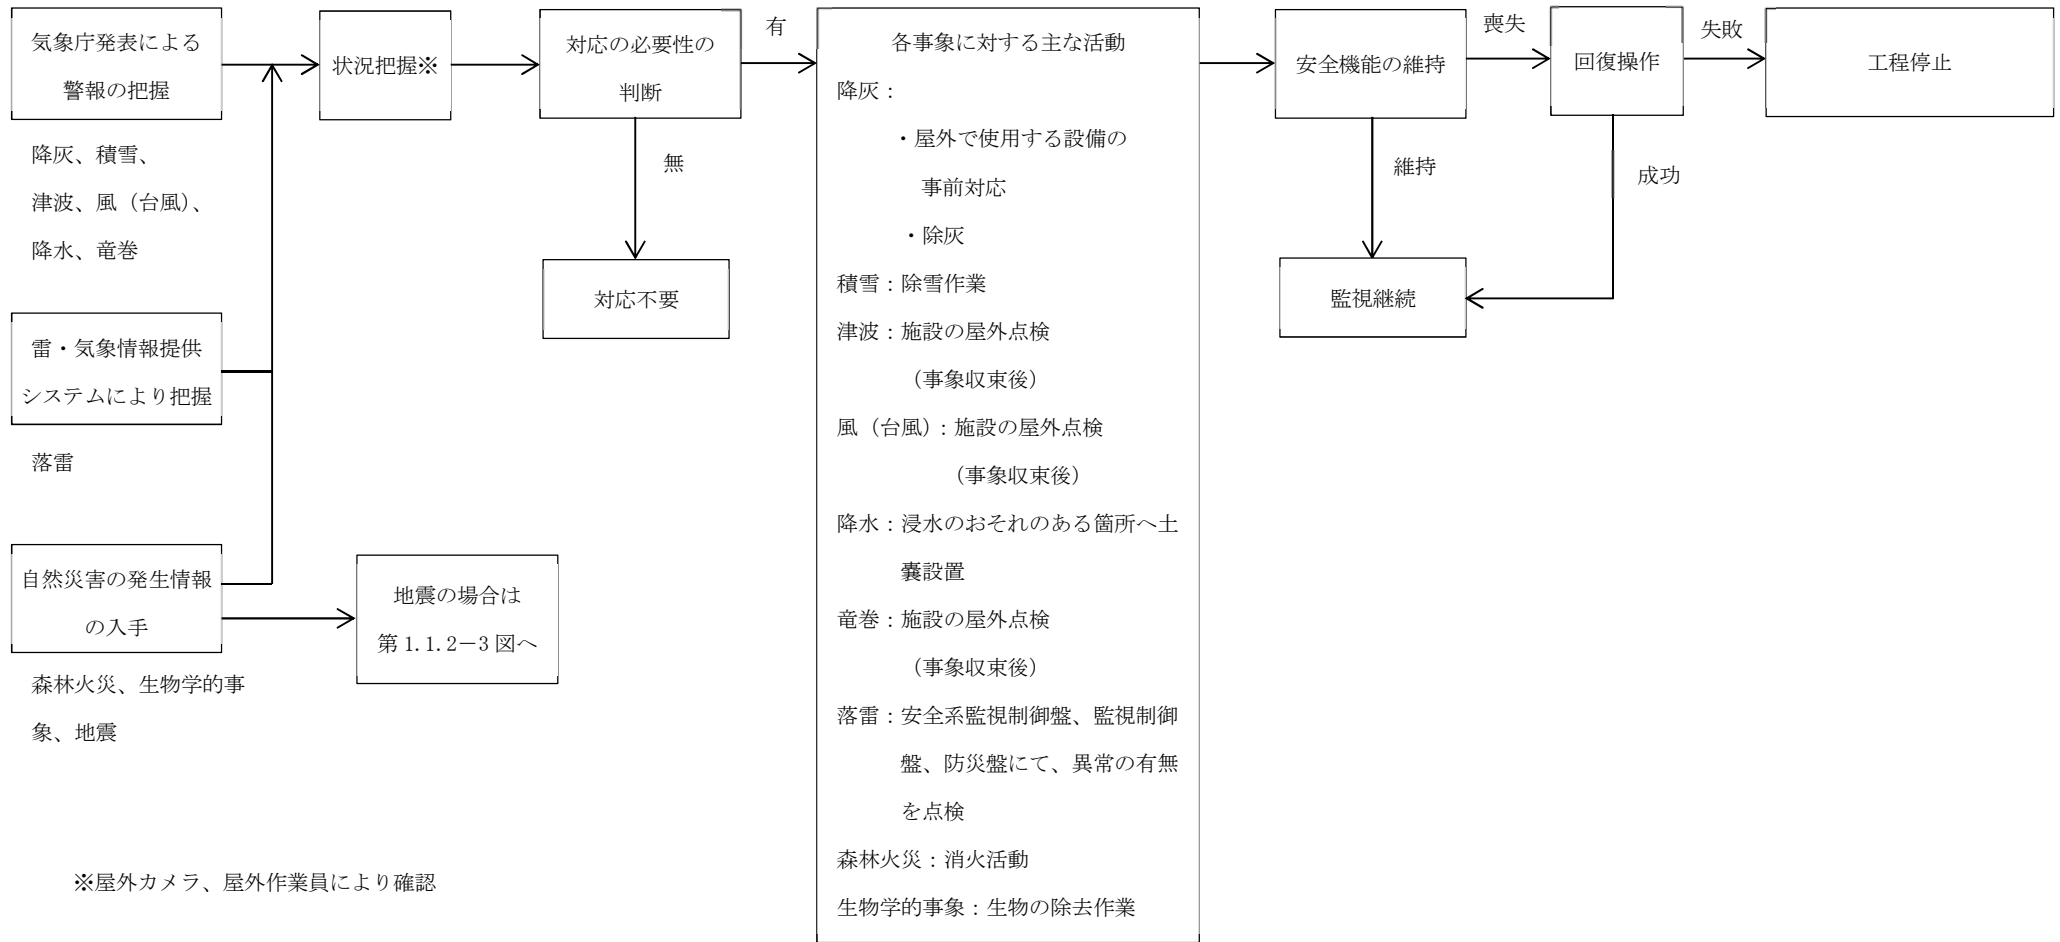 気象庁発表による
警報の把握
降灰、積雪、
津波、風（台風）、
降水、竜巻
雷・気象情報提供
システムにより把握
落雷
自然災害の発生情報
の入手
森林火災、生物学的事
象、地震
地震の場合は
第 1.1.2－3 図へ
状況把握※
対応の必要性の
判断
有
無
対応不要
各事象に対する主な活動
降灰：
・屋外で使用する設備の
事前対応
・除灰
積雪：除雪作業
津波：施設の屋外点検
（事象収束後）
風（台風）：施設の屋外点検
（事象収束後）
降水：浸水のおそれのある箇所へ土
嚢設置
竜巻：施設の屋外点検
（事象収束後）
落雷：安全系監視制御盤、監視制御
盤、防災盤にて、異常の有無
を点検
森林火災：消火活動
生物学的事象：生物の除去作業
安全機能の維持
喪失
維持
監視継続
回復操作
失敗
成功
工程停止
※屋外カメラ、屋外作業員により確認